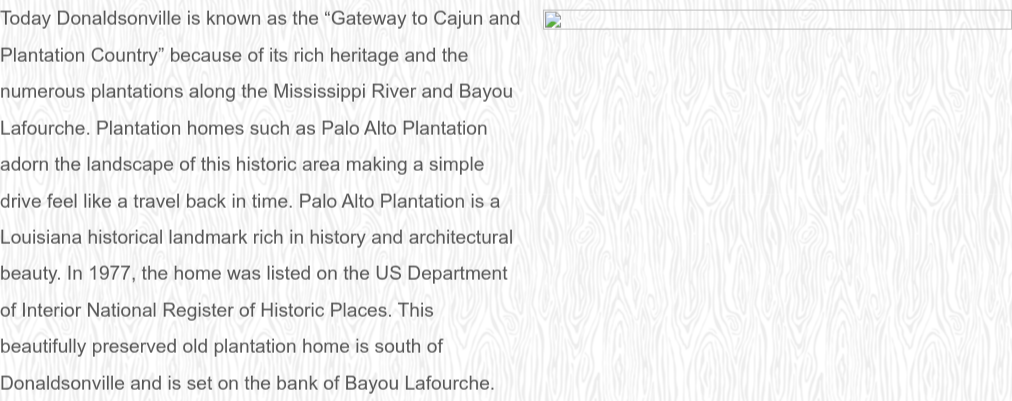 Today Donaldsonville is known as the “Gateway to Cajun and
Plantation Country” because of its rich heritage and the
numerous plantations along the Mississippi River and Bayou
Lafourche. Plantation homes such as Palo Alto Plantation
adorn the landscape of this historic area making a simple
drive feel like a travel back in time. Palo Alto Plantation is a
Louisiana historical landmark rich in history and architectural
beauty. In 1977, the home was listed on the US Department
of Interior National Register of Historic Places. This
beautifully preserved old plantation home is south of
Donaldsonville and is set on the bank of Bayou Lafourche.